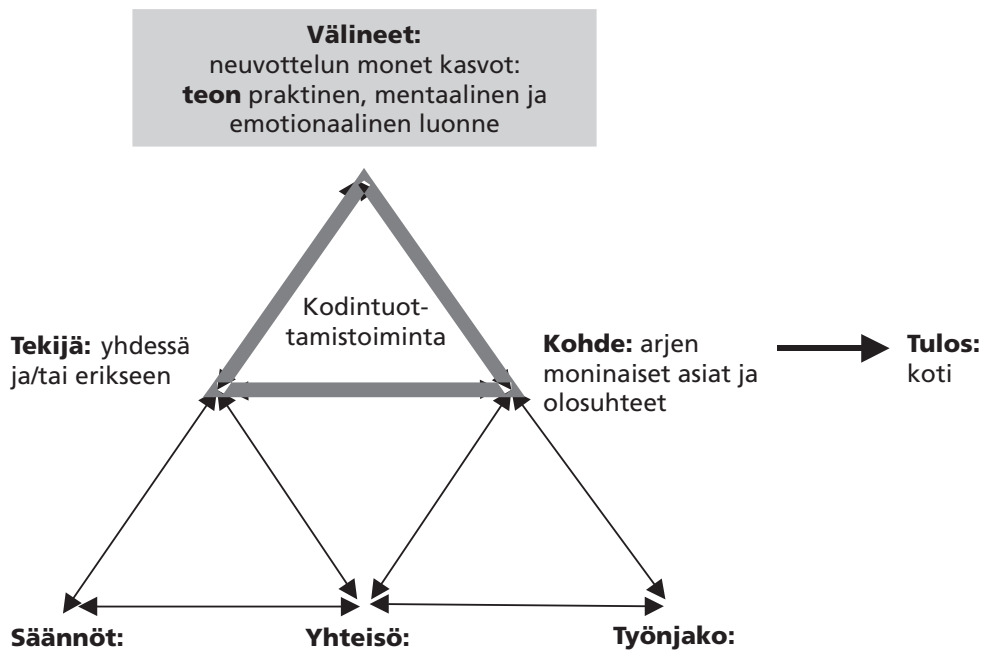 Välineet:
neuvottelun monet kasvot:
teon praktinen, mentaalinen ja
emotionaalinen luonne
Kodintuot-
tamistoiminta
Tekijä: yhdessä
ja/tai erikseen
Kohde: arjen
moninaiset asiat ja
olosuhteet
Tulos:
koti
Säännöt:
Yhteisö:
Työnjako: